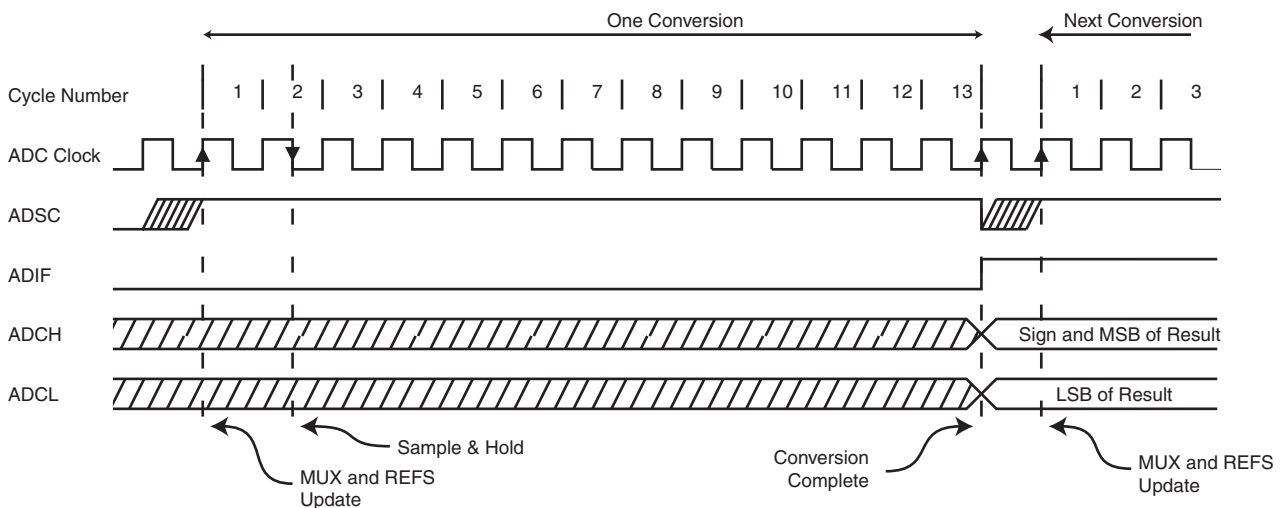 One Conversion
Next Conversion
Cycle Number
1 2 3 4 5 6 7 8 9 10 11 12 13 1 2 3
ADC Clock
ADSC
ADIF
ADCH
Sign and MSB of Result
ADCL
LSB of Result
Sample & Hold
MUX and REFS
Update
Conversion
Complete
MUX and REFS
Update